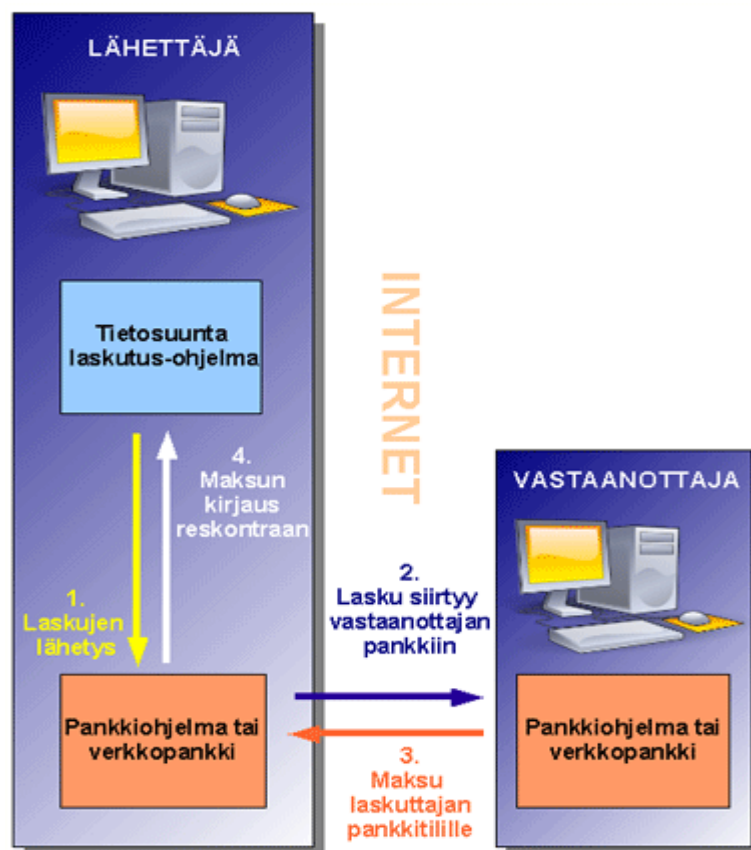 LÄHETTÄJÄ
Tietosuunta
laskutus-ohjelma
1.
Laskujen
lähetys
4.
Maksun
kirjaus
reskontraan
Pankkiohjelma tai
verkkopankki
INTERNET
2.
Lasku siirtyy
vastaanottajan
pankkiin
3.
Maksu
laskuttajan
pankkitilille
VASTAANOTTAJA
Pankkiohjelma tai
verkkopankki